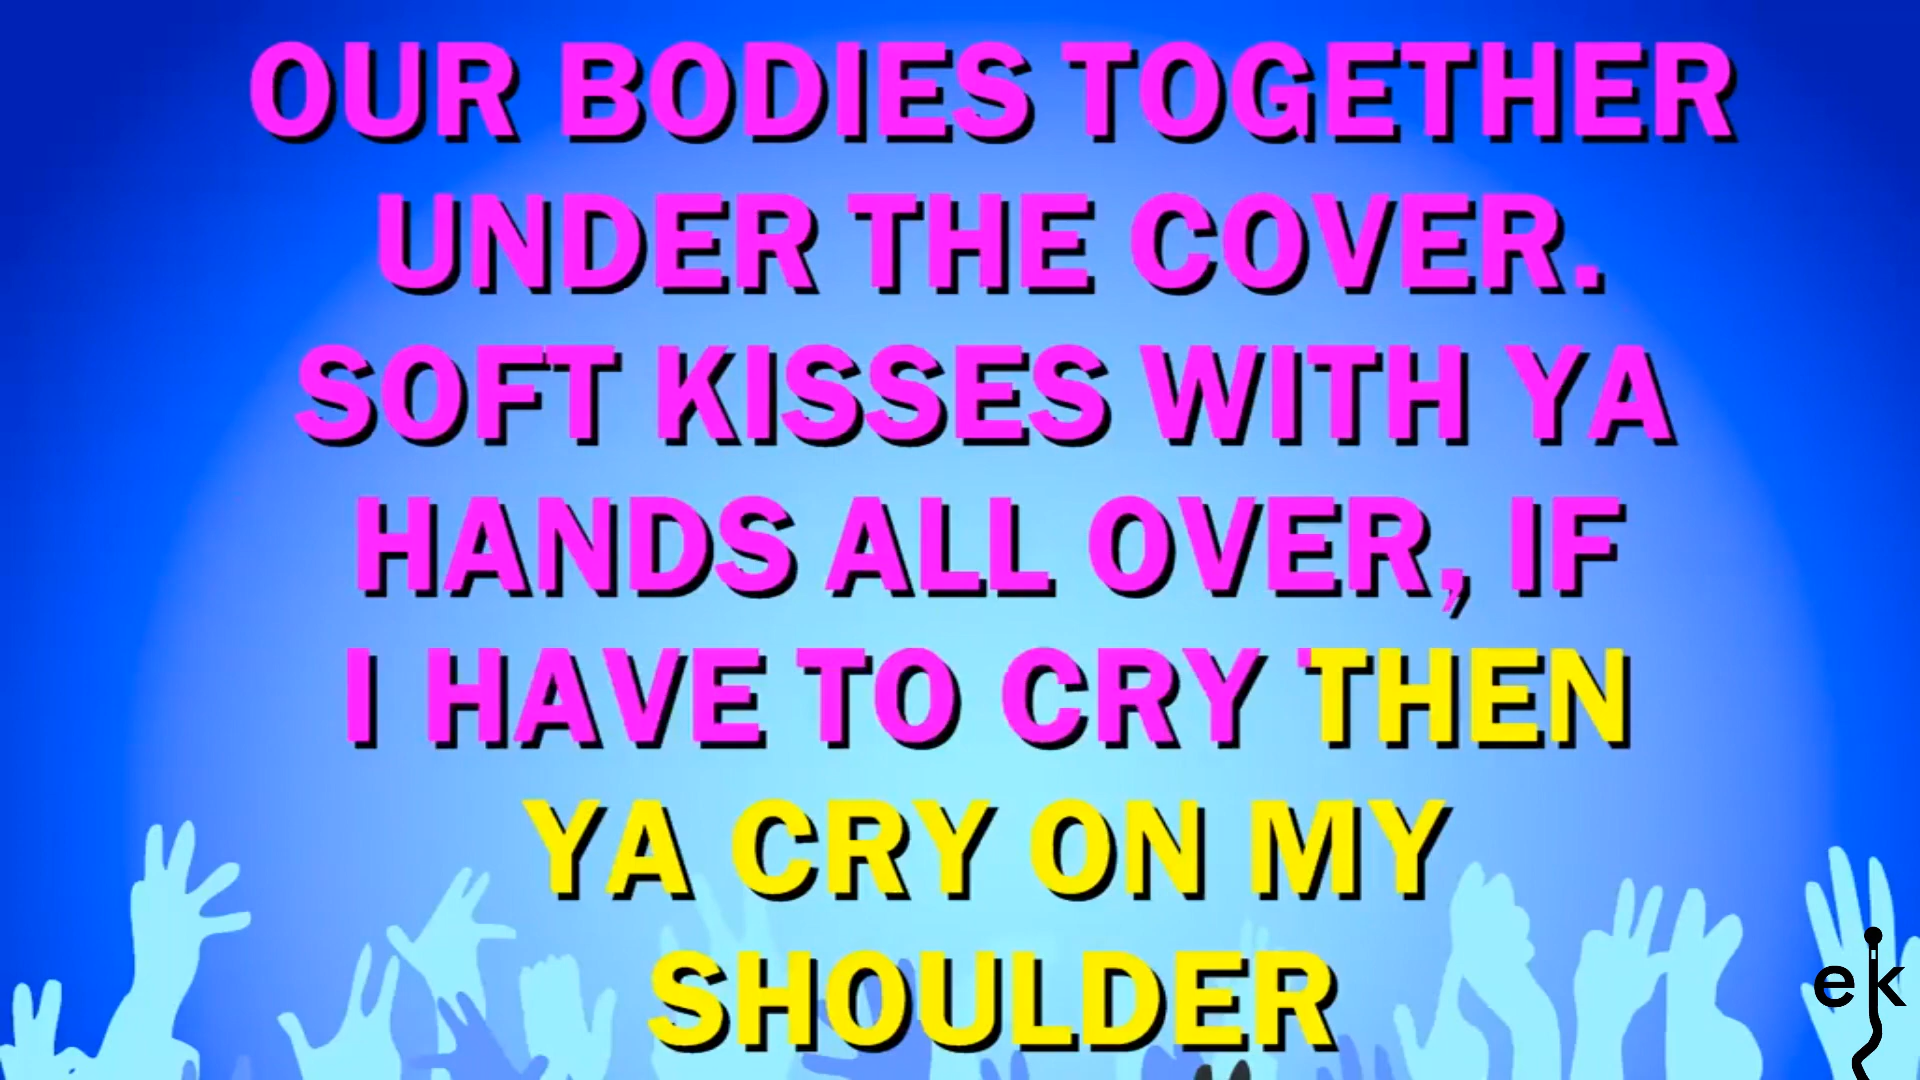 OUR BODIES TOGETHER
UNDER THE COVER.
SOFT KISSES WITH YA
HANDS ALL OVER, IF
I HAVE TO CRY THEN
YA CRY ON MY
SHOULDER
ek